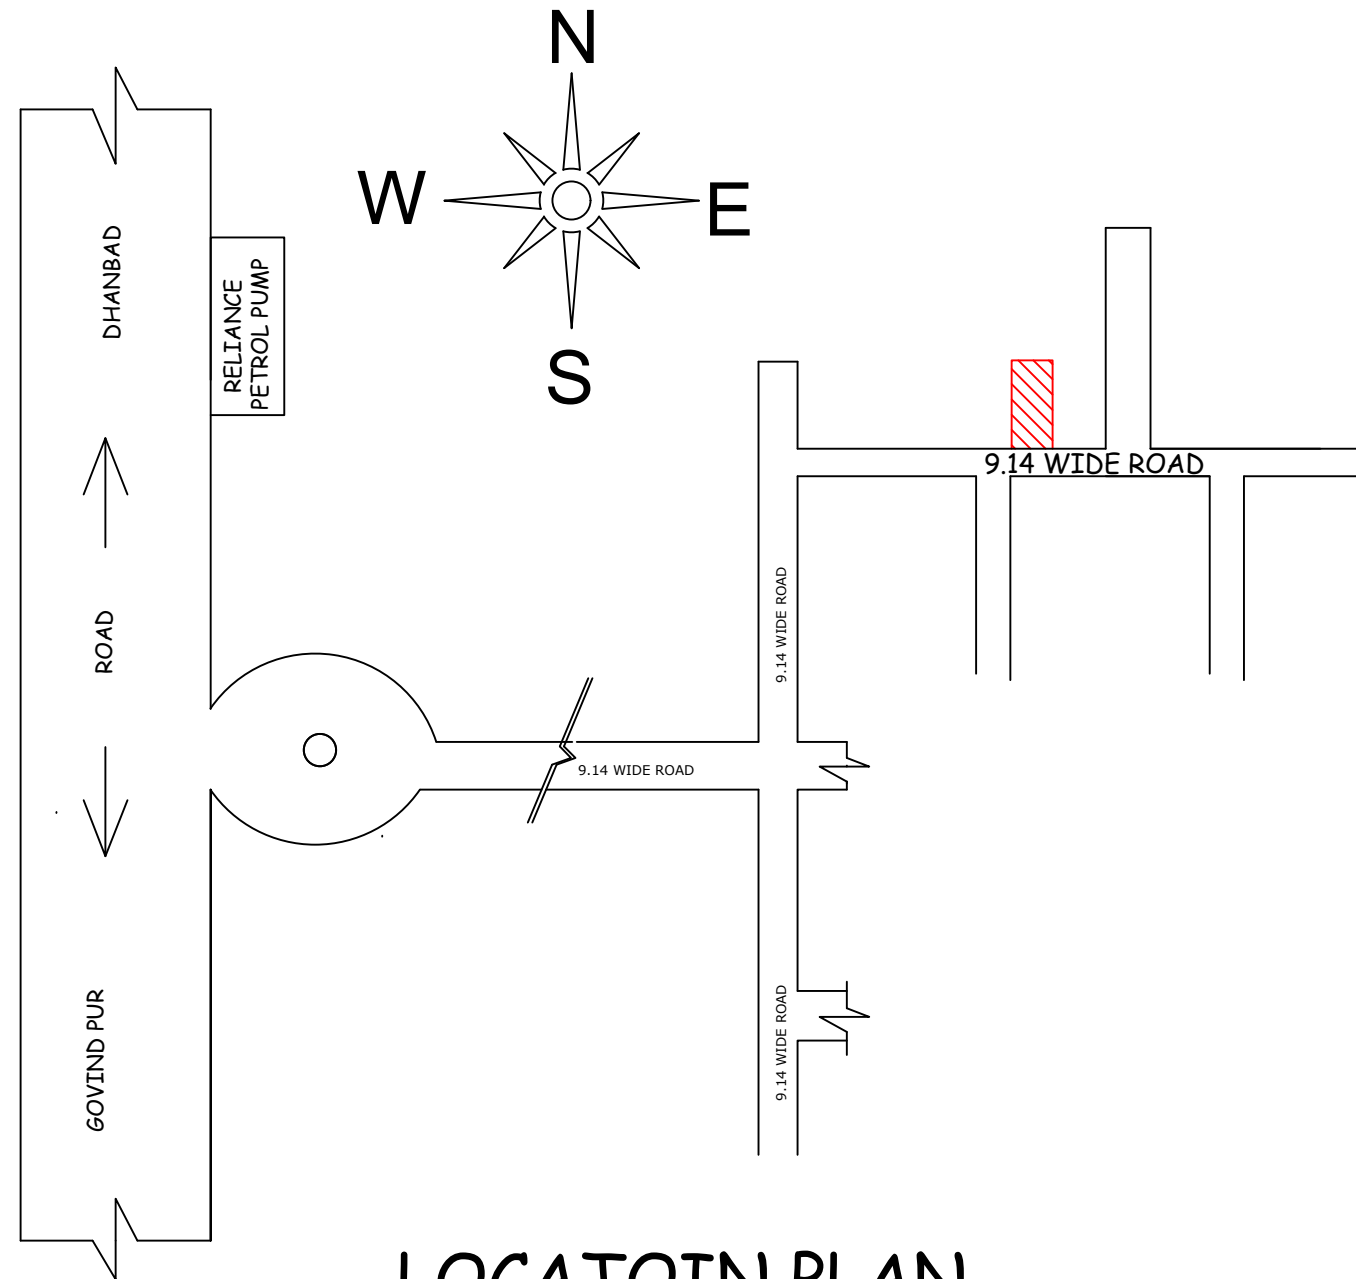 N
W
E
S
DHANBAD
RELIANCE
PETROL PUMP
9.14 WIDE ROAD
9.14 WIDE ROAD
ROAD
9.14 WIDE ROAD
GOVIND PUR
9.14 WIDE ROAD
LOCATOIN PLAN